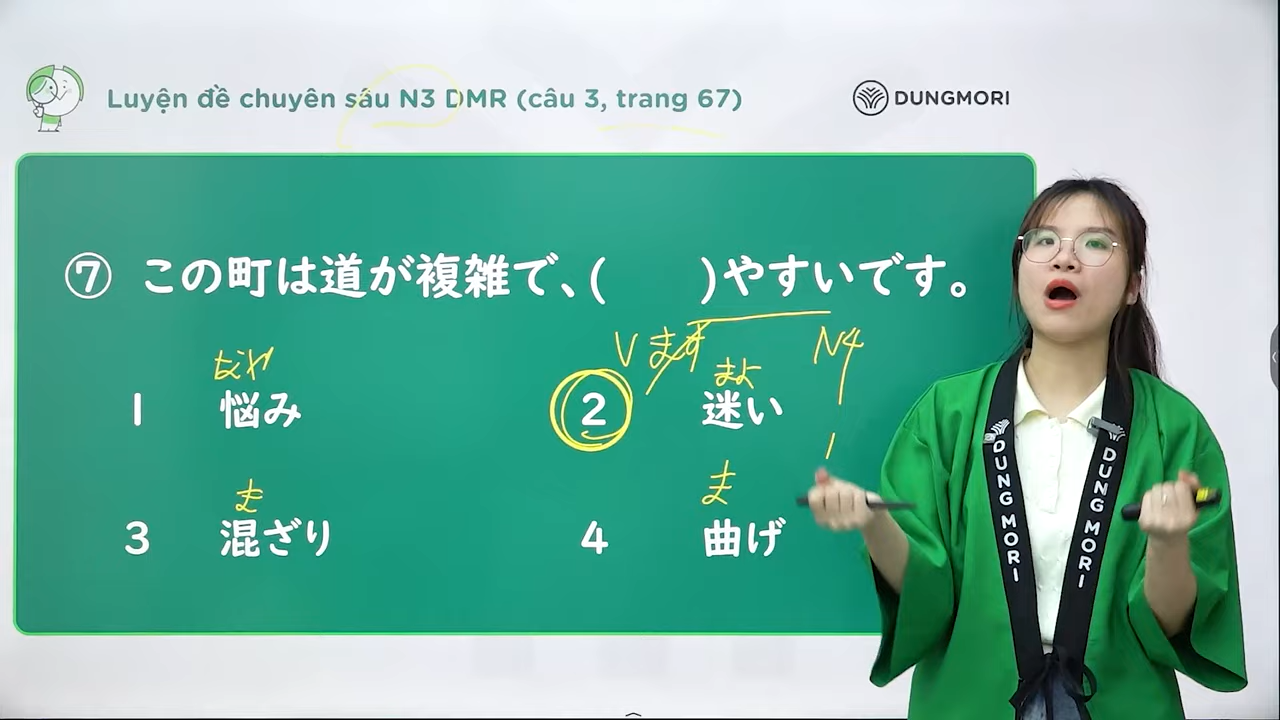 Luyện đề chuyên sâu N3 DMR (câu 3, trang 67)
DUNGMORI
⑦ この町は道が複雑で、( )やすいです。
Vます N4
なや まよ
1 悩み 2 迷い
ま ま
3 混ざり 4 曲げ
DUNG MORI
DUNG MORI